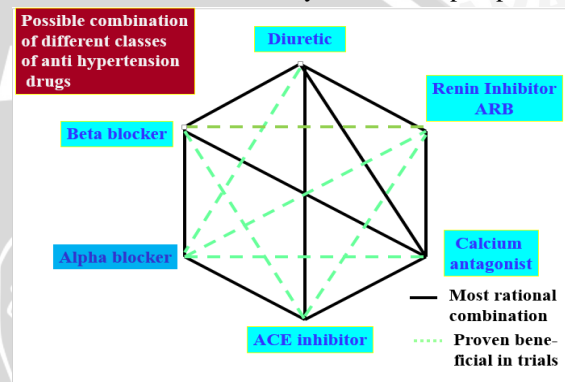 Possible combination
of different classes
of anti hypertension
drugs
Diuretic
Renin Inhibitor
ARB
Beta blocker
Alpha blocker
Calcium
antagonist
ACE inhibitor
Most rational
combination
Proven bene-
ficial in trials